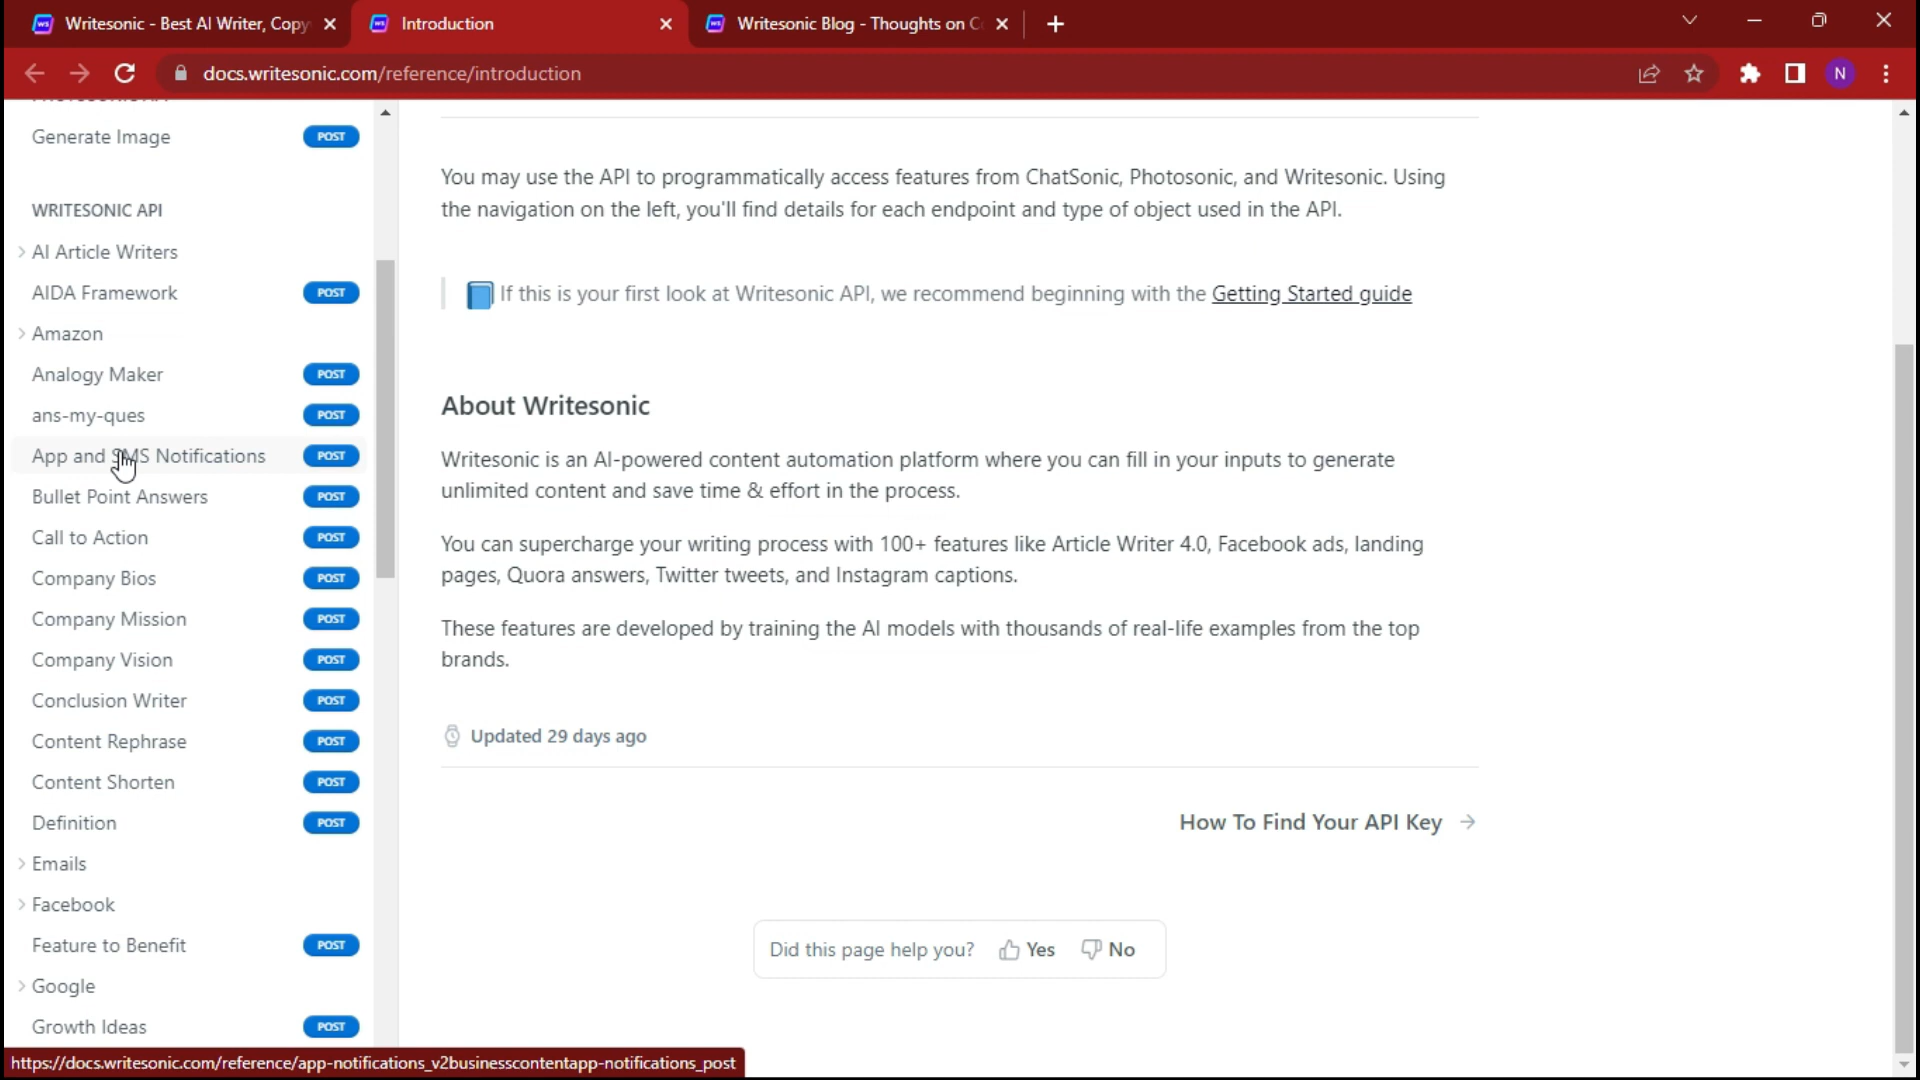 Writesonic - Best AI Writer, Copy
Introduction
Writesonic Blog - Thoughts on C
docs.writesonic.com/reference/introduction
N
Generate Image POST
WRITESONIC API
AI Article Writers
AIDA Framework POST
Amazon
Analogy Maker POST
ans-my-ques POST
App and SMS Notifications POST
Bullet Point Answers POST
Call to Action POST
Company Bios POST
Company Mission POST
Company Vision POST
Conclusion Writer POST
Content Rephrase POST
Content Shorten POST
Definition POST
Emails
Facebook
Feature to Benefit POST
Google
Growth Ideas POST
You may use the API to programmatically access features from ChatSonic, Photosonic, and Writesonic. Using
the navigation on the left, you'll find details for each endpoint and type of object used in the API.
If this is your first look at Writesonic API, we recommend beginning with the Getting Started guide
About Writesonic
Writesonic is an AI-powered content automation platform where you can fill in your inputs to generate
unlimited content and save time & effort in the process.
You can supercharge your writing process with 100+ features like Article Writer 4.0, Facebook ads, landing
pages, Quora answers, Twitter tweets, and Instagram captions.
These features are developed by training the AI models with thousands of real-life examples from the top
brands.
Updated 29 days ago
How To Find Your API Key
Did this page help you? Yes No
https://docs.writesonic.com/reference/app-notifications_v2businesscontentapp-notifications_post